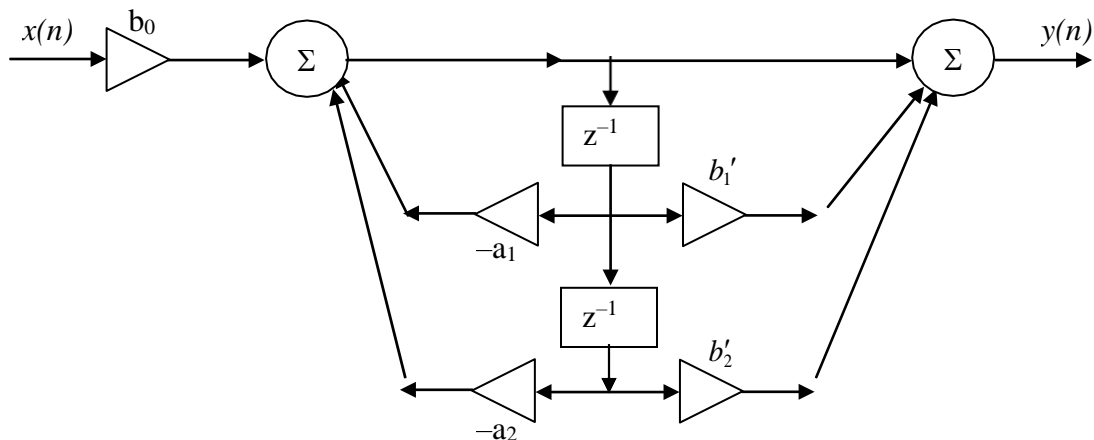 x(n) b₀ Σ Σ y(n)
z⁻¹
–a₁ b₁′
z⁻¹
–a₂ b₂′